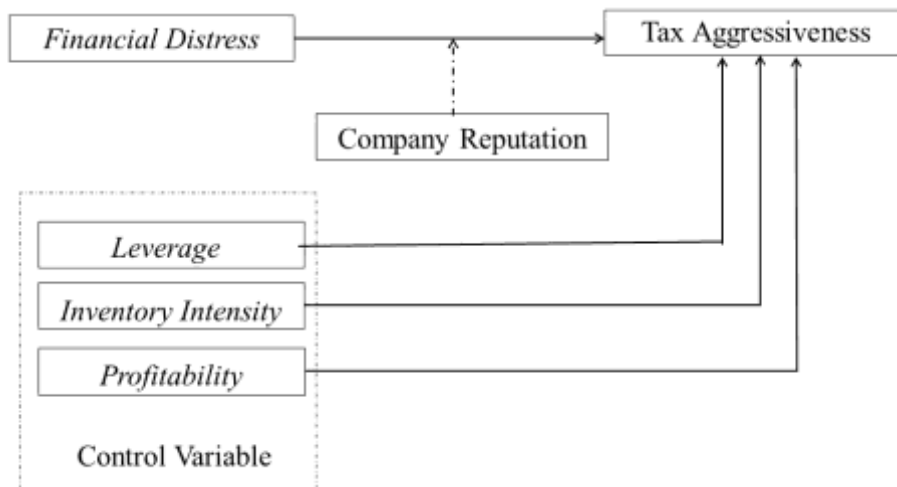 Financial Distress
Tax Aggressiveness
Company Reputation
Leverage
Inventory Intensity
Profitability
Control Variable